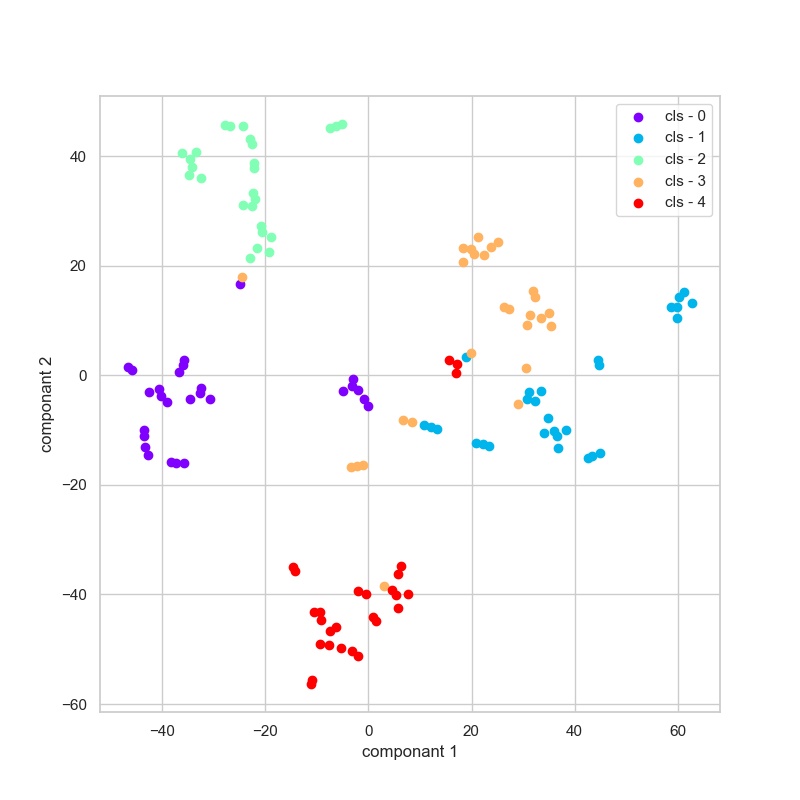 cls - 0
cls - 1
cls - 2
cls - 3
cls - 4
40
20
0
−20
−40
−60
componant 2
−40 −20 0 20 40 60
componant 1